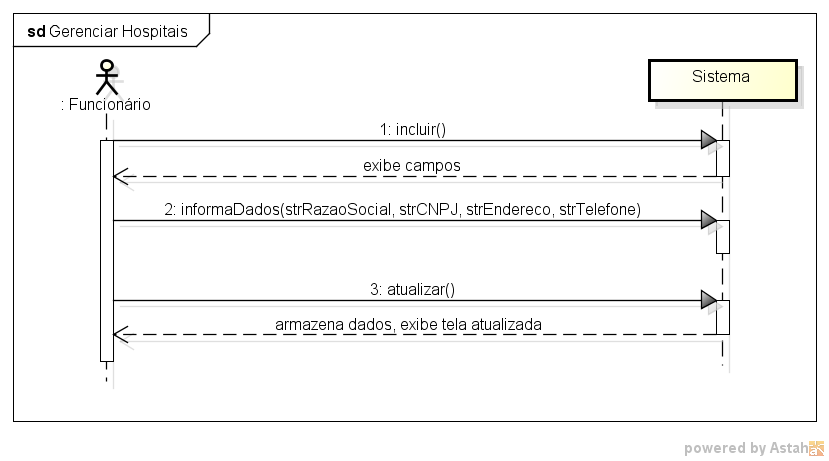 sd Gerenciar Hospitais
Sistema
: Funcionário
1: incluir()
exibe campos
2: informaDados(strRazaoSocial, strCNPJ, strEndereco, strTelefone)
3: atualizar()
armazena dados, exibe tela atualizada
powered by Astah